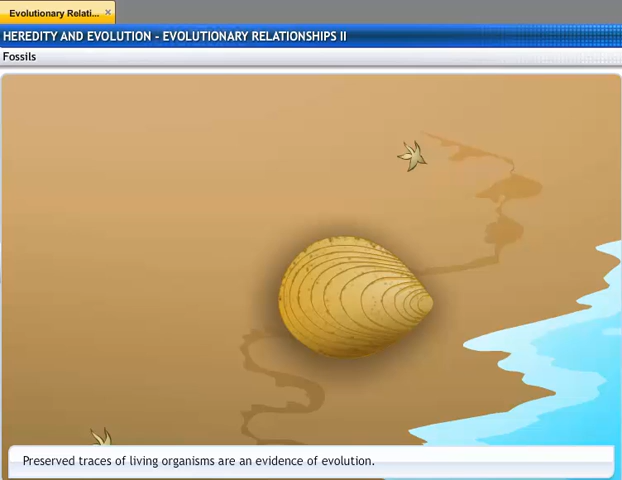 Evolutionary Relati...
HEREDITY AND EVOLUTION - EVOLUTIONARY RELATIONSHIPS II
Fossils
Preserved traces of living organisms are an evidence of evolution.